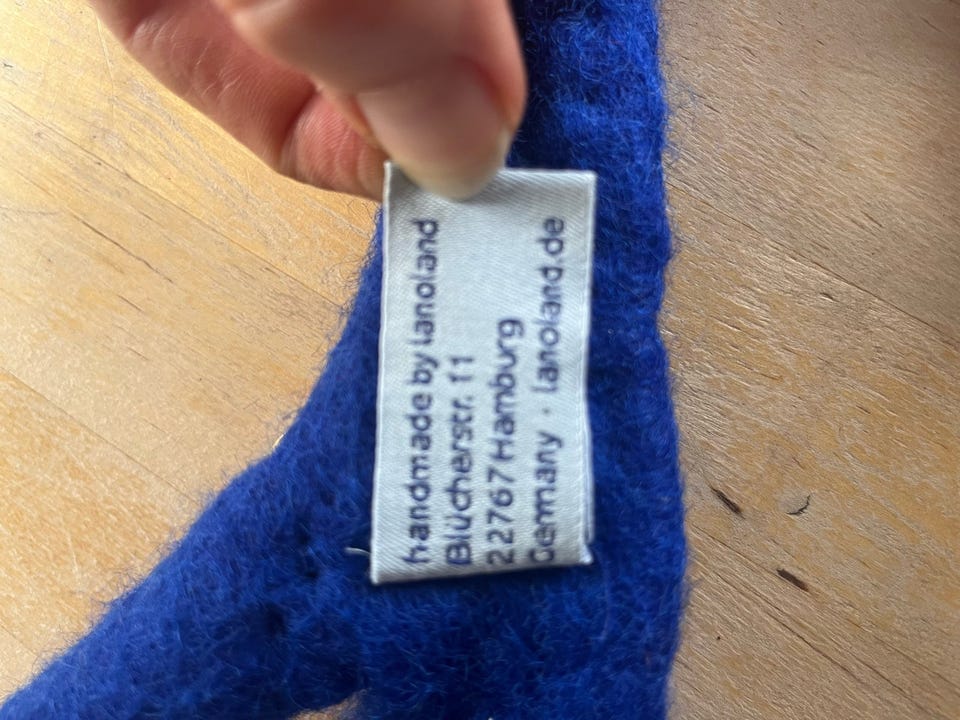 handmade by lanoland
Blücherstr. 11
22767 Hamburg
Germany · lanoland.de